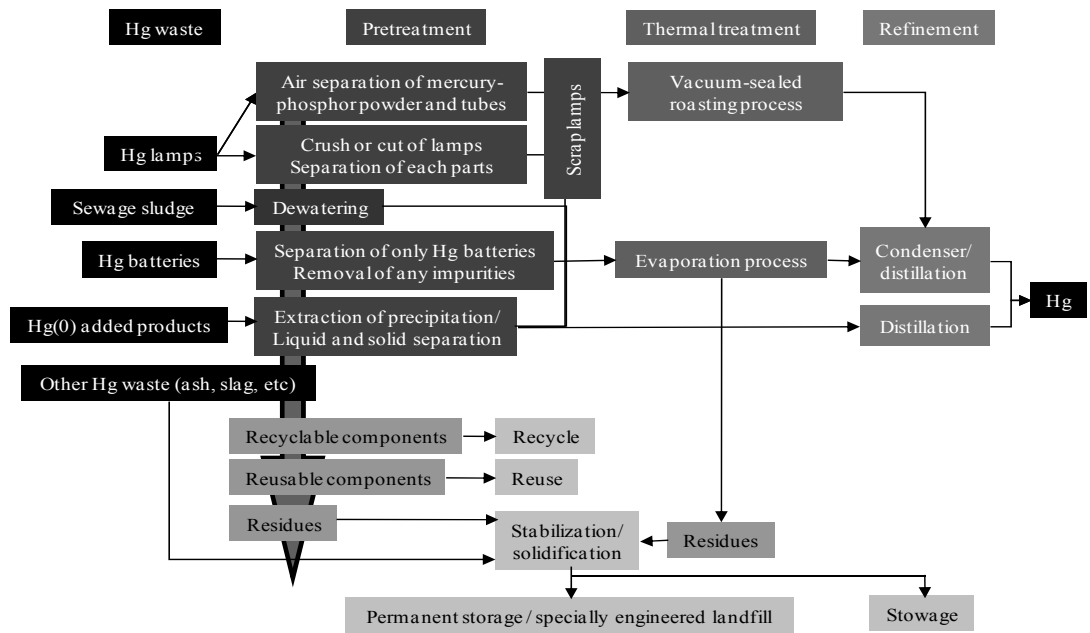 Hg waste
Pretreatment
Thermal treatment
Refinement
Air separation of mercury-
phosphor powder and tubes
Scrap lamps
Vacuum-sealed
roasting process
Hg lamps
Crush or cut of lamps
Separation of each parts
Sewage sludge
Dewatering
Hg batteries
Separation of only Hg batteries
Removal of any impurities
Evaporation process
Condenser/
distillation
Hg
Hg(0) added products
Extraction of precipitation/
Liquid and solid separation
Distillation
Other Hg waste (ash, slag, etc)
Recyclable components
Recycle
Reusable components
Reuse
Residues
Stabilization/
solidification
Residues
Permanent storage / specially engineered landfill
Stowage